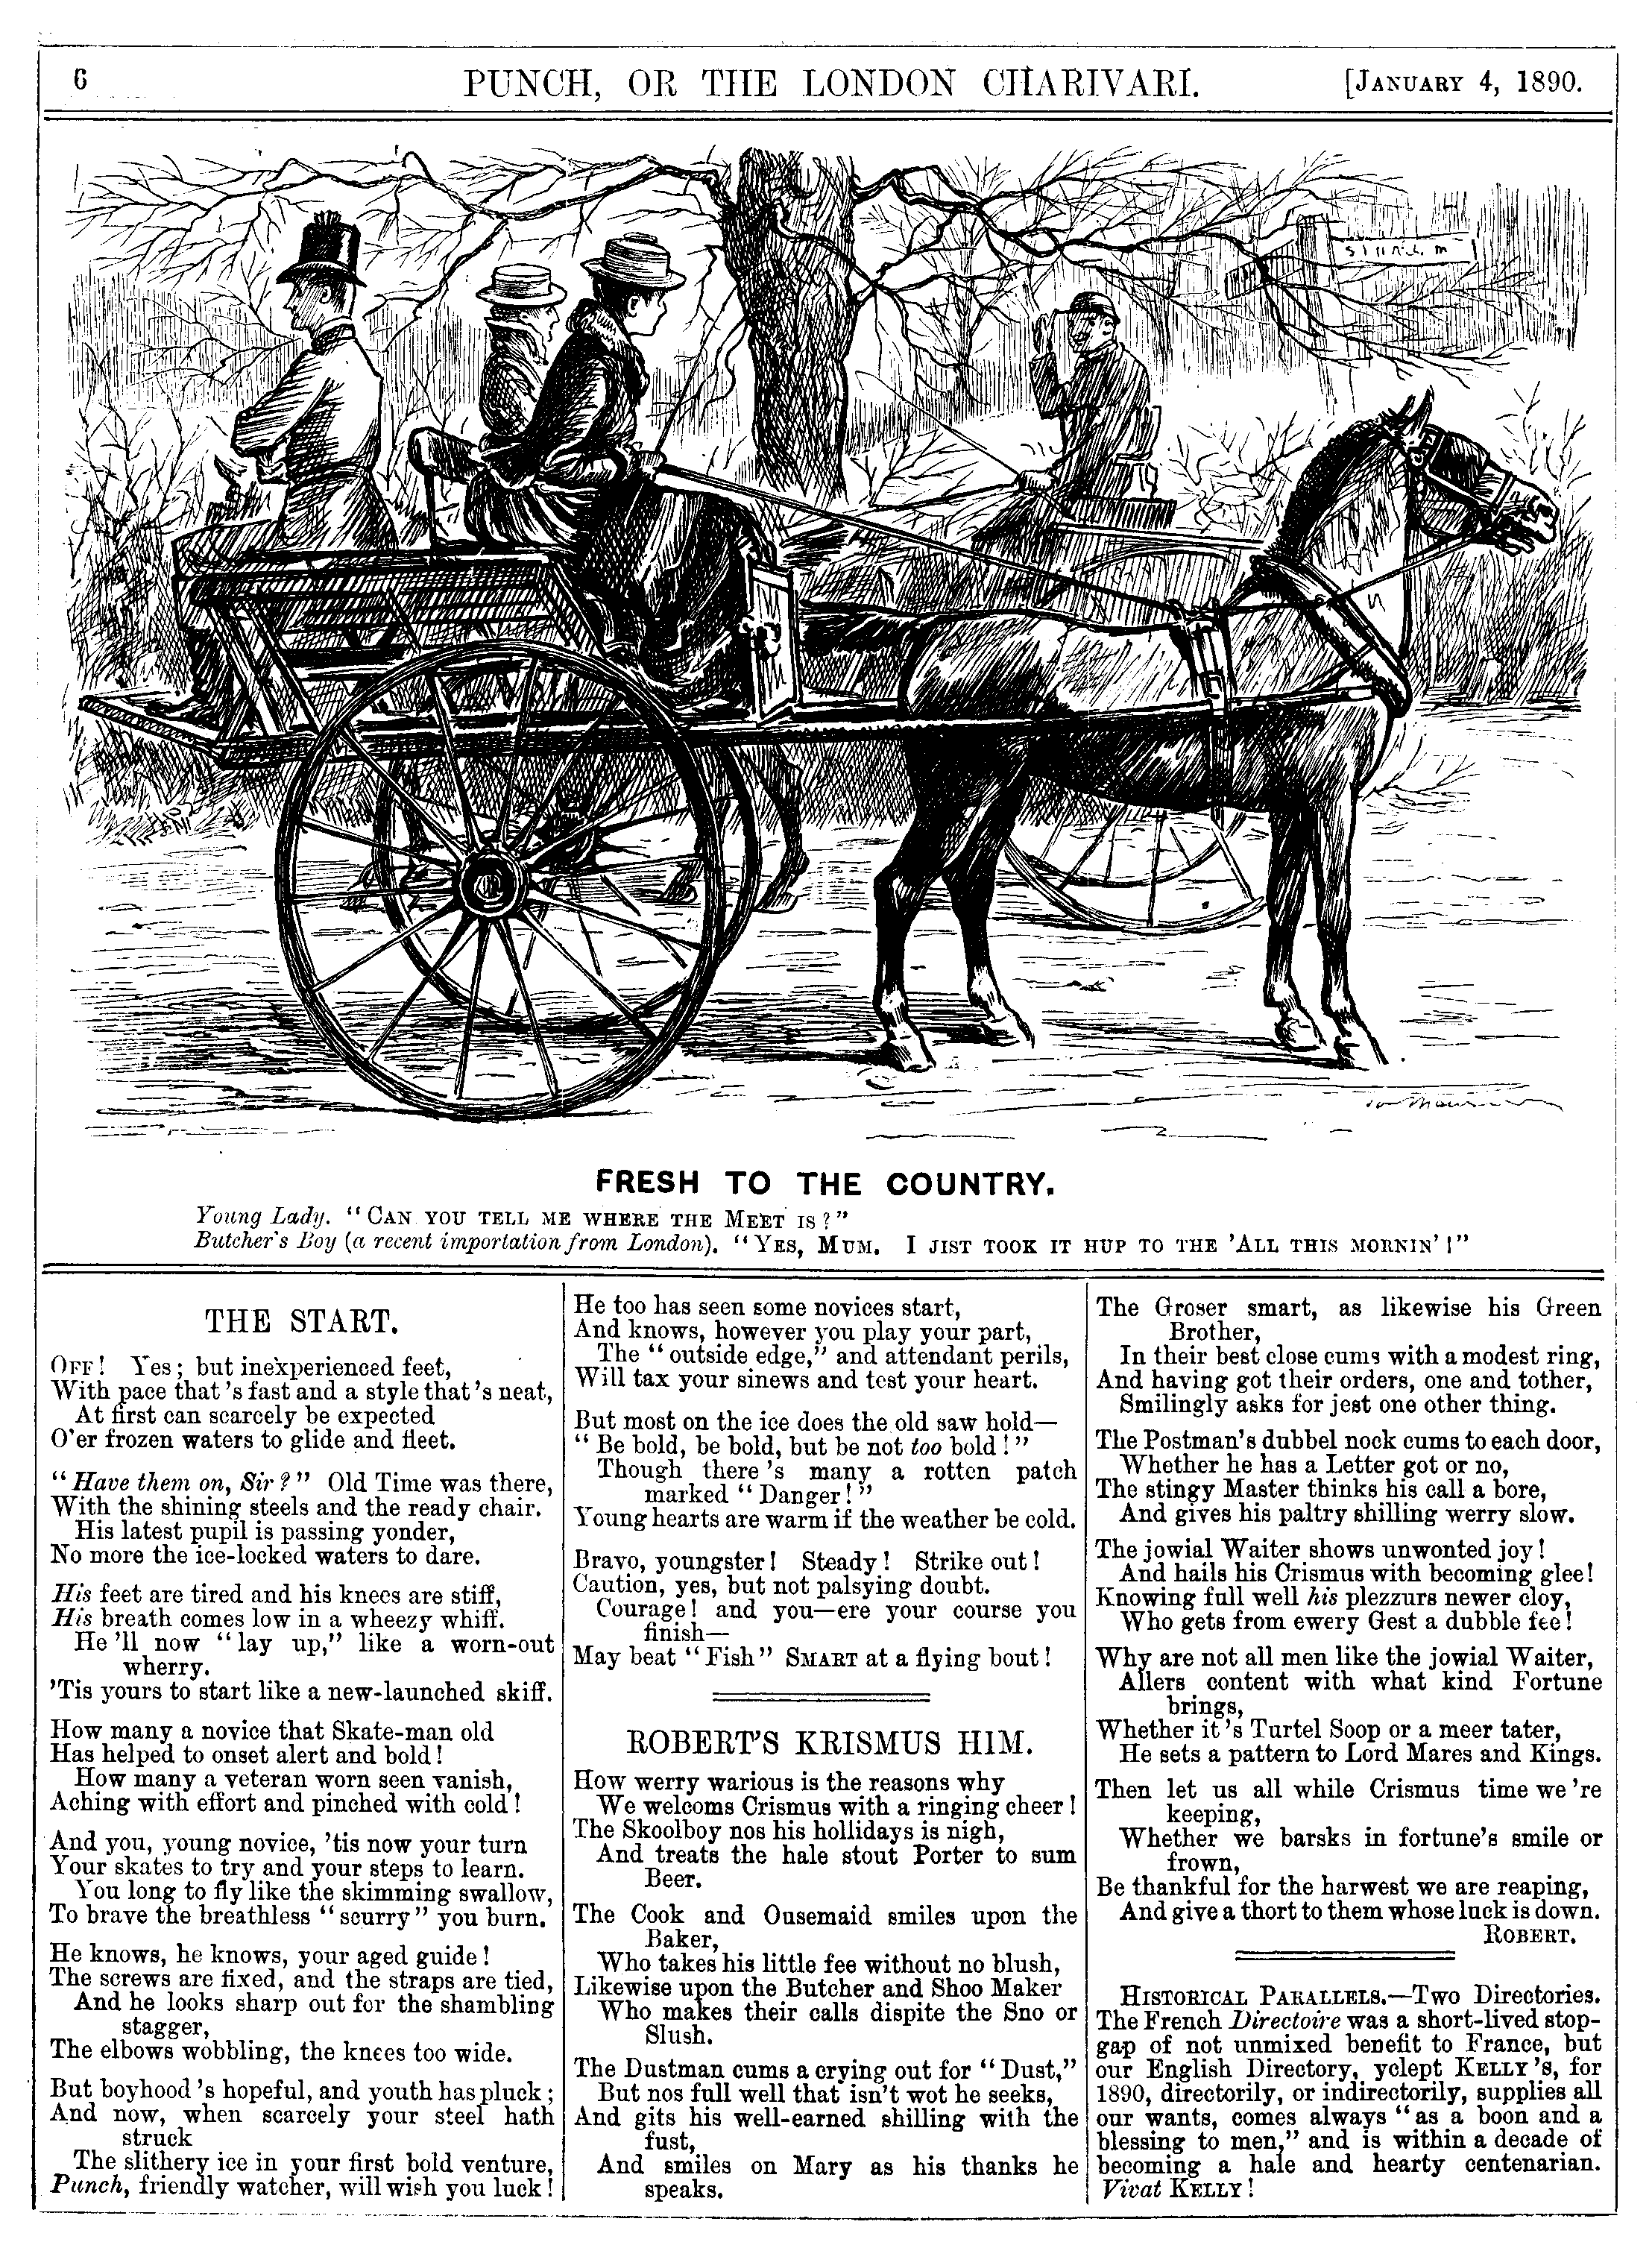 6
PUNCH, OR THE LONDON CHARIVARI.
[JANUARY 4, 1890.
FRESH TO THE COUNTRY.
Young Lady. "CAN YOU TELL ME WHERE THE MEET IS?"
Butcher's Boy (a recent importation from London). "YES, MUM. I JIST TOOK IT HUP TO THE 'ALL THIS MORNIN'!"
THE START.
OFF! Yes; but inexperienced feet,
With pace that's fast and a style that's neat,
At first can scarcely be expected
O'er frozen waters to glide and fleet.
"Have them on, Sir?" Old Time was there,
With the shining steels and the ready chair.
His latest pupil is passing yonder,
No more the ice-locked waters to dare.
His feet are tired and his knees are stiff,
His breath comes low in a wheezy whiff.
He'll now "lay up," like a worn-out
wherry.
'Tis yours to start like a new-launched skiff.
How many a novice that Skate-man old
Has helped to onset alert and bold!
How many a veteran worn seen vanish,
Aching with effort and pinched with cold!
And you, young novice, 'tis now your turn
Your skates to try and your steps to learn.
You long to fly like the skimming swallow,
To brave the breathless "scurry" you burn.
He knows, he knows, your aged guide!
The screws are fixed, and the straps are tied,
And he looks sharp out for the shambling
stagger,
The elbows wobbling, the knees too wide.
But boyhood's hopeful, and youth has pluck;
And now, when scarcely your steel hath
struck
The slithery ice in your first bold venture,
Punch, friendly watcher, will wish you luck!
He too has seen some novices start,
And knows, however you play your part,
The "outside edge," and attendant perils,
Will tax your sinews and test your heart.
But most on the ice does the old saw hold—
"Be bold, be bold, but be not too bold!"
Though there's many a rotten patch
marked "Danger!"
Young hearts are warm if the weather be cold.
Bravo, youngster! Steady! Strike out!
Caution, yes, but not palsying doubt.
Courage! and you—ere your course you
finish—
May beat "Fish" SMART at a flying bout!
ROBERT'S KRISMUS HIM.
How werry warious is the reasons why
We welcoms Crismus with a ringing cheer!
The Skoolboy nos his hollidays is nigh,
And treats the hale stout Porter to sum
Beer.
The Cook and Ousemaid smiles upon the
Baker,
Who takes his little fee without no blush,
Likewise upon the Butcher and Shoo Maker
Who makes their calls dispite the Sno or
Slush.
The Dustman cums a crying out for "Dust,"
But nos full well that isn't wot he seeks,
And gits his well-earned shilling with the
fust,
And smiles on Mary as his thanks he
speaks.
The Groser smart, as likewise his Green
Brother,
In their best close cums with a modest ring,
And having got their orders, one and tother,
Smilingly asks for jest one other thing.
The Postman's dubbel nock cums to each door,
Whether he has a Letter got or no,
The stingy Master thinks his call a bore,
And gives his paltry shilling werry slow.
The jowial Waiter shows unwonted joy!
And hails his Crismus with becoming glee!
Knowing full well his plezzurs newer cloy,
Who gets from ewery Gest a dubble fee!
Why are not all men like the jowial Waiter,
Allers content with what kind Fortune
brings,
Whether it's Turtel Soop or a meer tater,
He sets a pattern to Lord Mares and Kings.
Then let us all while Crismus time we're
keeping,
Whether we barsks in fortune's smile or
frown,
Be thankful for the harwest we are reaping,
And give a thort to them whose luck is down.
ROBERT.
HISTORICAL PARALLELS.—Two Directories.
The French Directoire was a short-lived stop-
gap of not unmixed benefit to France, but
our English Directory, yclept KELLY'S, for
1890, directorily, or indirectorily, supplies all
our wants, comes always "as a boon and a
blessing to men," and is within a decade of
becoming a hale and hearty centenarian.
Vivat KELLY!